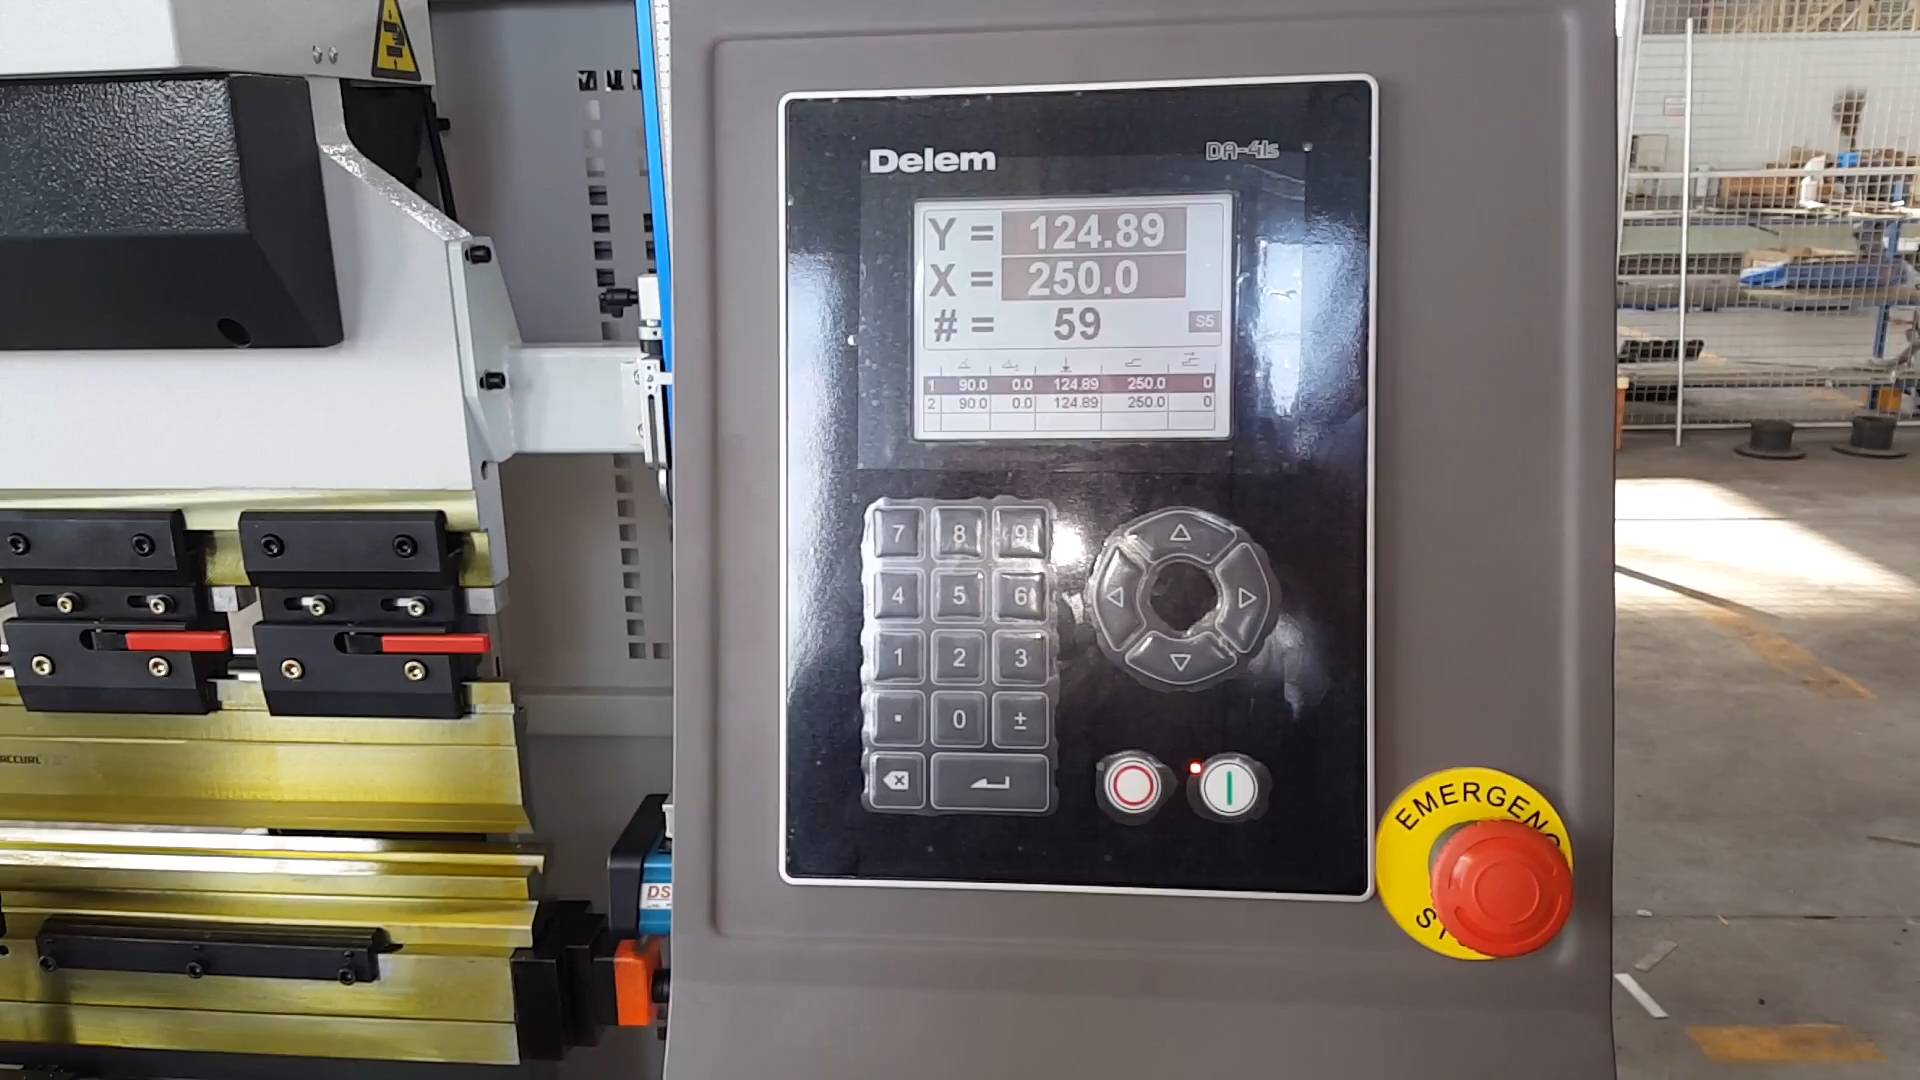 Delem
DA-41s
Y = 124.89
X = 250.0
# = 59
S5
1 90.0 0.0 124.89 250.0 0
2 90.0 0.0 124.89 250.0 0
7 8 9
4 5 6
1 2 3
. 0 ±
EMERGENC
ST
DS